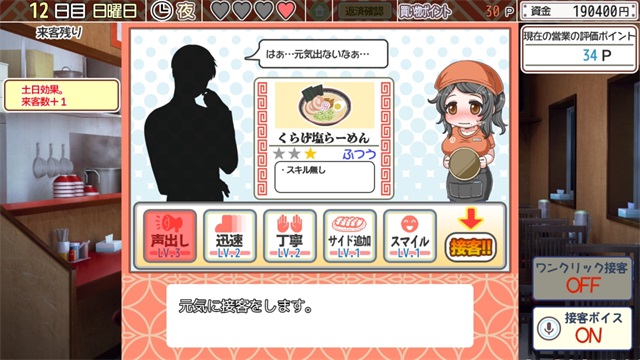 12日目 日曜日 夜 返済確認 買い物ポイント 30 P 資金 190400円
来客残り
土日効果。
来客数+1
現在の営業の評価ポイント
34 P
はぁ…元気出ないなぁ…
くらげ塩らーめん
ふつう
・スキル無し
声出し 迅速 丁寧 サイド追加 スマイル 接客!!
LV.3 LV.2 LV.2 LV.1 LV.1
元気に接客をします。
ワンクリック接客
OFF
接客ボイス
ON